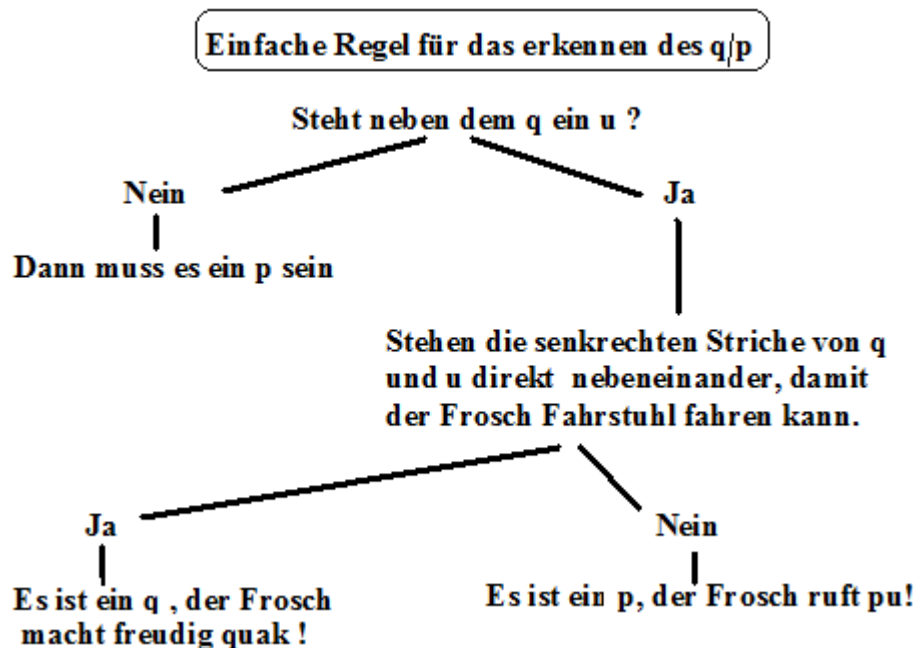 Einfache Regel für das erkennen des q/p
Steht neben dem q ein u ?
Nein
Ja
Dann muss es ein p sein
Stehen die senkrechten Striche von q
und u direkt nebeneinander, damit
der Frosch Fahrstuhl fahren kann.
Ja
Nein
Es ist ein q , der Frosch
macht freudig quak !
Es ist ein p, der Frosch ruft pu!